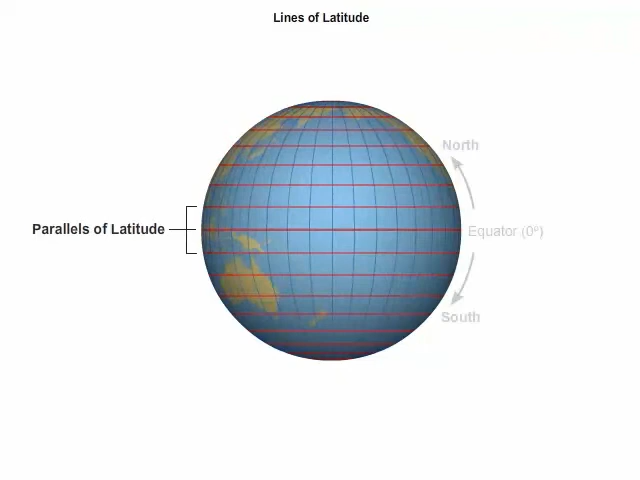 Lines of Latitude
North
Parallels of Latitude
Equator (0º)
South